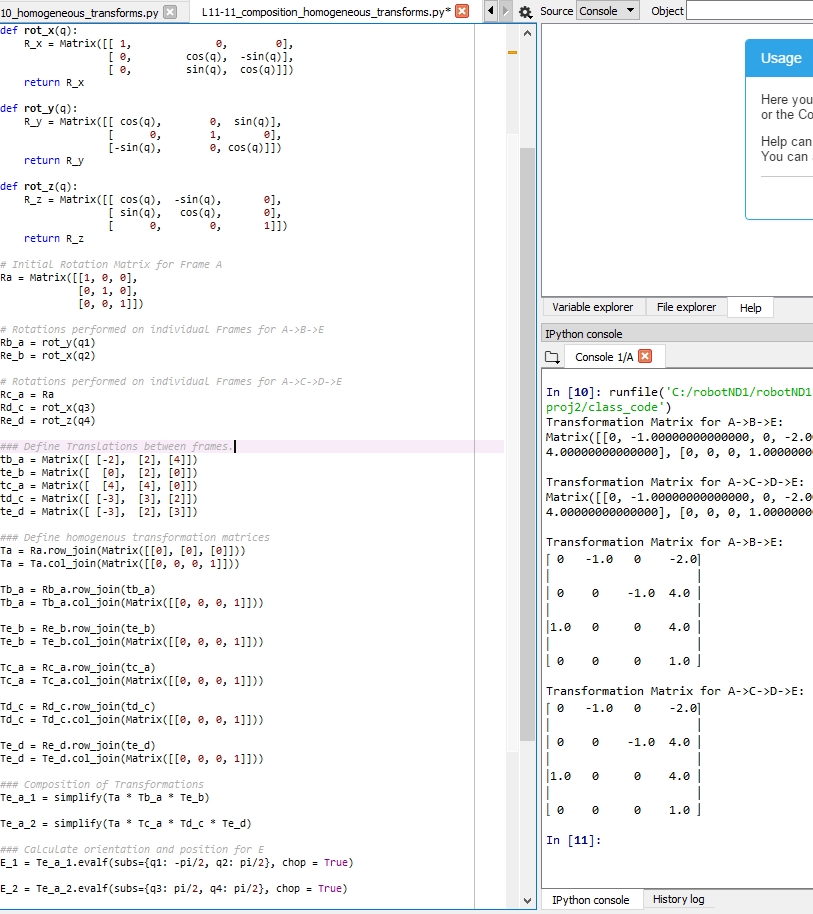 10_homogeneous_transforms.py
L11-11_composition_homogeneous_transforms.py*
Source Console Object
def rot_x(q):
R_x = Matrix([[ 1, 0, 0],
[ 0, cos(q), -sin(q)],
[ 0, sin(q), cos(q)]])
return R_x
def rot_y(q):
R_y = Matrix([[ cos(q), 0, sin(q)],
[ 0, 1, 0],
[-sin(q), 0, cos(q)]])
return R_y
def rot_z(q):
R_z = Matrix([[ cos(q), -sin(q), 0],
[ sin(q), cos(q), 0],
[ 0, 0, 1]])
return R_z
# Initial Rotation Matrix for Frame A
Ra = Matrix([[1, 0, 0],
[0, 1, 0],
[0, 0, 1]])
# Rotations performed on individual Frames for A->B->E
Rb_a = rot_y(q1)
Re_b = rot_x(q2)
# Rotations performed on individual Frames for A->C->D->E
Rc_a = Ra
Rd_c = rot_x(q3)
Re_d = rot_z(q4)
### Define Translations between frames.
tb_a = Matrix([ [-2], [2], [4]])
te_b = Matrix([ [0], [2], [0]])
tc_a = Matrix([ [4], [4], [0]])
td_c = Matrix([ [-3], [3], [2]])
te_d = Matrix([ [-3], [2], [3]])
### Define homogenous transformation matrices
Ta = Ra.row_join(Matrix([[0], [0], [0]]))
Ta = Ta.col_join(Matrix([[0, 0, 0, 1]]))
Tb_a = Rb_a.row_join(tb_a)
Tb_a = Tb_a.col_join(Matrix([[0, 0, 0, 1]]))
Te_b = Re_b.row_join(te_b)
Te_b = Te_b.col_join(Matrix([[0, 0, 0, 1]]))
Tc_a = Rc_a.row_join(tc_a)
Tc_a = Tc_a.col_join(Matrix([[0, 0, 0, 1]]))
Td_c = Rd_c.row_join(td_c)
Td_c = Td_c.col_join(Matrix([[0, 0, 0, 1]]))
Te_d = Re_d.row_join(te_d)
Te_d = Te_d.col_join(Matrix([[0, 0, 0, 1]]))
### Composition of Transformations
Te_a_1 = simplify(Ta * Tb_a * Te_b)
Te_a_2 = simplify(Ta * Tc_a * Td_c * Te_d)
### Calculate orientation and position for E
E_1 = Te_a_1.evalf(subs={q1: -pi/2, q2: pi/2}, chop = True)
E_2 = Te_a_2.evalf(subs={q3: pi/2, q4: pi/2}, chop = True)
Usage
Here you
or the Co
Help can
You can
Variable explorer File explorer Help
IPython console
Console 1/A
In [10]: runfile('C:/robotND1/robotND1
proj2/class_code')
Transformation Matrix for A->B->E:
Matrix([[0, -1.00000000000000, 0, -2.0
4.00000000000000], [0, 0, 0, 1.0000000
Transformation Matrix for A->C->D->E:
Matrix([[0, -1.00000000000000, 0, -2.0
4.00000000000000], [0, 0, 0, 1.0000000
Transformation Matrix for A->B->E:
[ 0 -1.0 0 -2.0]
| |
| 0 0 -1.0 4.0 |
| |
|1.0 0 0 4.0 |
| |
[ 0 0 0 1.0 ]
Transformation Matrix for A->C->D->E:
[ 0 -1.0 0 -2.0]
| |
| 0 0 -1.0 4.0 |
| |
|1.0 0 0 4.0 |
| |
[ 0 0 0 1.0 ]
In [11]:
IPython console History log